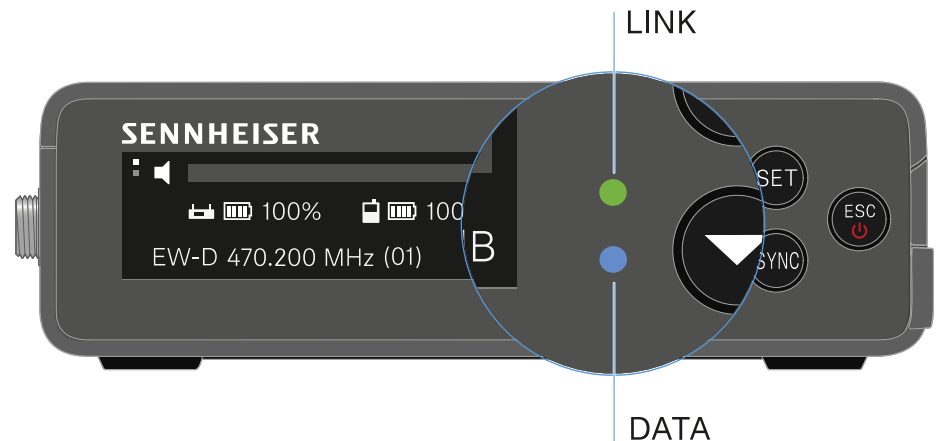 LINK
SENNHEISER
SET
ESC
100% 100
SYNC
EW-D 470.200 MHz (01) B
DATA